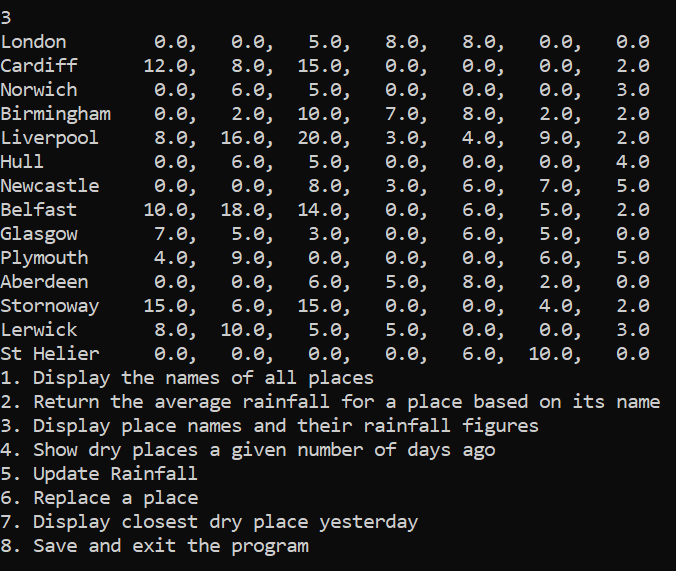 3
London        0.0,   0.0,   5.0,   8.0,   8.0,   0.0,   0.0
Cardiff      12.0,   8.0,  15.0,   0.0,   0.0,   0.0,   2.0
Norwich       0.0,   6.0,   5.0,   0.0,   0.0,   0.0,   3.0
Birmingham    0.0,   2.0,  10.0,   7.0,   8.0,   2.0,   2.0
Liverpool     8.0,  16.0,  20.0,   3.0,   4.0,   9.0,   2.0
Hull          0.0,   6.0,   5.0,   0.0,   0.0,   0.0,   4.0
Newcastle     0.0,   0.0,   8.0,   3.0,   6.0,   7.0,   5.0
Belfast      10.0,  18.0,  14.0,   0.0,   6.0,   5.0,   2.0
Glasgow       7.0,   5.0,   3.0,   0.0,   6.0,   5.0,   0.0
Plymouth      4.0,   9.0,   0.0,   0.0,   0.0,   6.0,   5.0
Aberdeen      0.0,   0.0,   6.0,   5.0,   8.0,   2.0,   0.0
Stornoway    15.0,   6.0,  15.0,   0.0,   0.0,   4.0,   2.0
Lerwick       8.0,  10.0,   5.0,   5.0,   0.0,   0.0,   3.0
St Helier     0.0,   0.0,   0.0,   0.0,   6.0,  10.0,   0.0
1. Display the names of all places
2. Return the average rainfall for a place based on its name
3. Display place names and their rainfall figures
4. Show dry places a given number of days ago
5. Update Rainfall
6. Replace a place
7. Display closest dry place yesterday
8. Save and exit the program